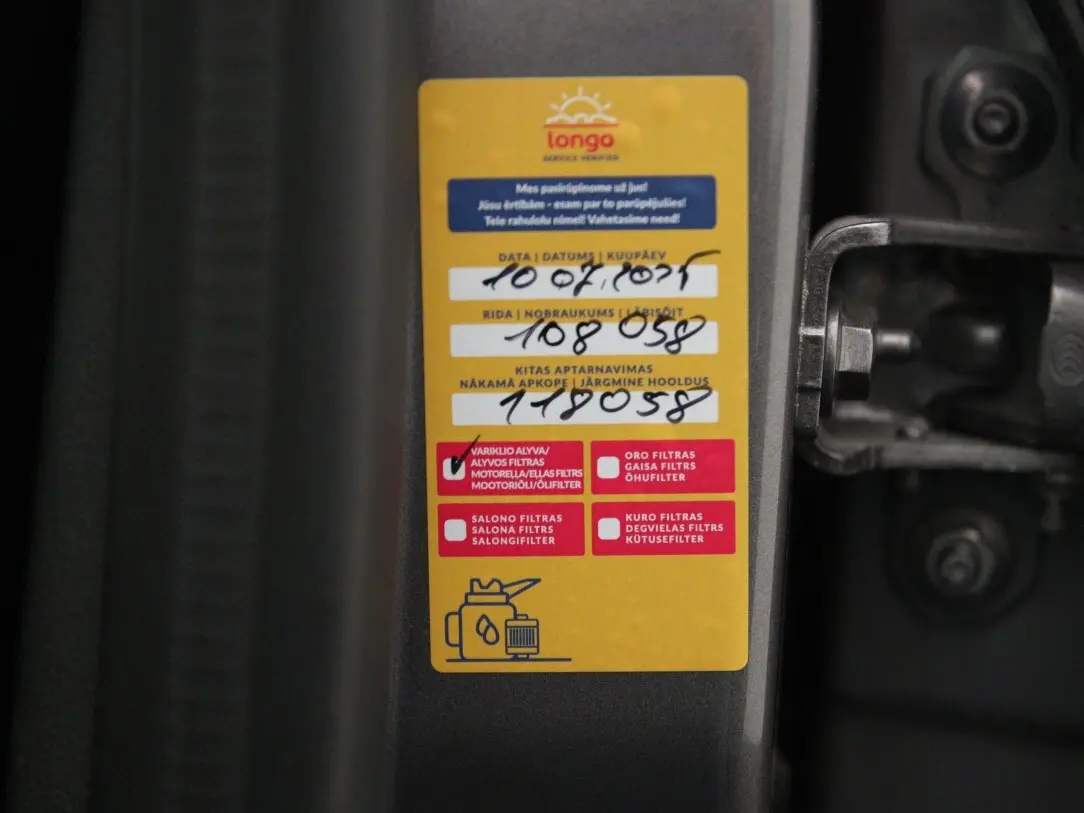 longo
SERVICE VERIFIED
Mes pasirūpinome už jus!
Jūsu ērtībām - esam par to parūpējušies!
Teie rahulolu nimel! Vahetasime need!
DATA | DATUMS | KUUPÄEV
10 07.2025
RIDA | NOBRAUKUMS | LÄBISÕIT
108 058
KITAS APTARNAVIMAS
NĀKAMĀ APKOPE | JÄRGMINE HOOLDUS
118058
VARIKLIO ALYVA/
ALYVOS FILTRAS
MOTOREĻĻA/EĻĻAS FILTRS
MOOTORIÕLI/ÕLIFILTER
ORO FILTRAS
GAISA FILTRS
ÕHUFILTER
SALONO FILTRAS
SALONA FILTRS
SALONGIFILTER
KURO FILTRAS
DEGVIELAS FILTRS
KÜTUSEFILTER